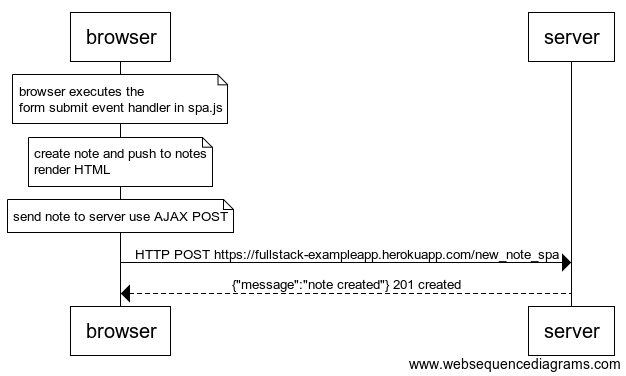 browser
server
browser executes the
form submit event handler in spa.js
create note and push to notes
render HTML
send note to server use AJAX POST
HTTP POST https://fullstack-exampleapp.herokuapp.com/new_note_spa
{"message":"note created"} 201 created
browser
server
www.websequencediagrams.com